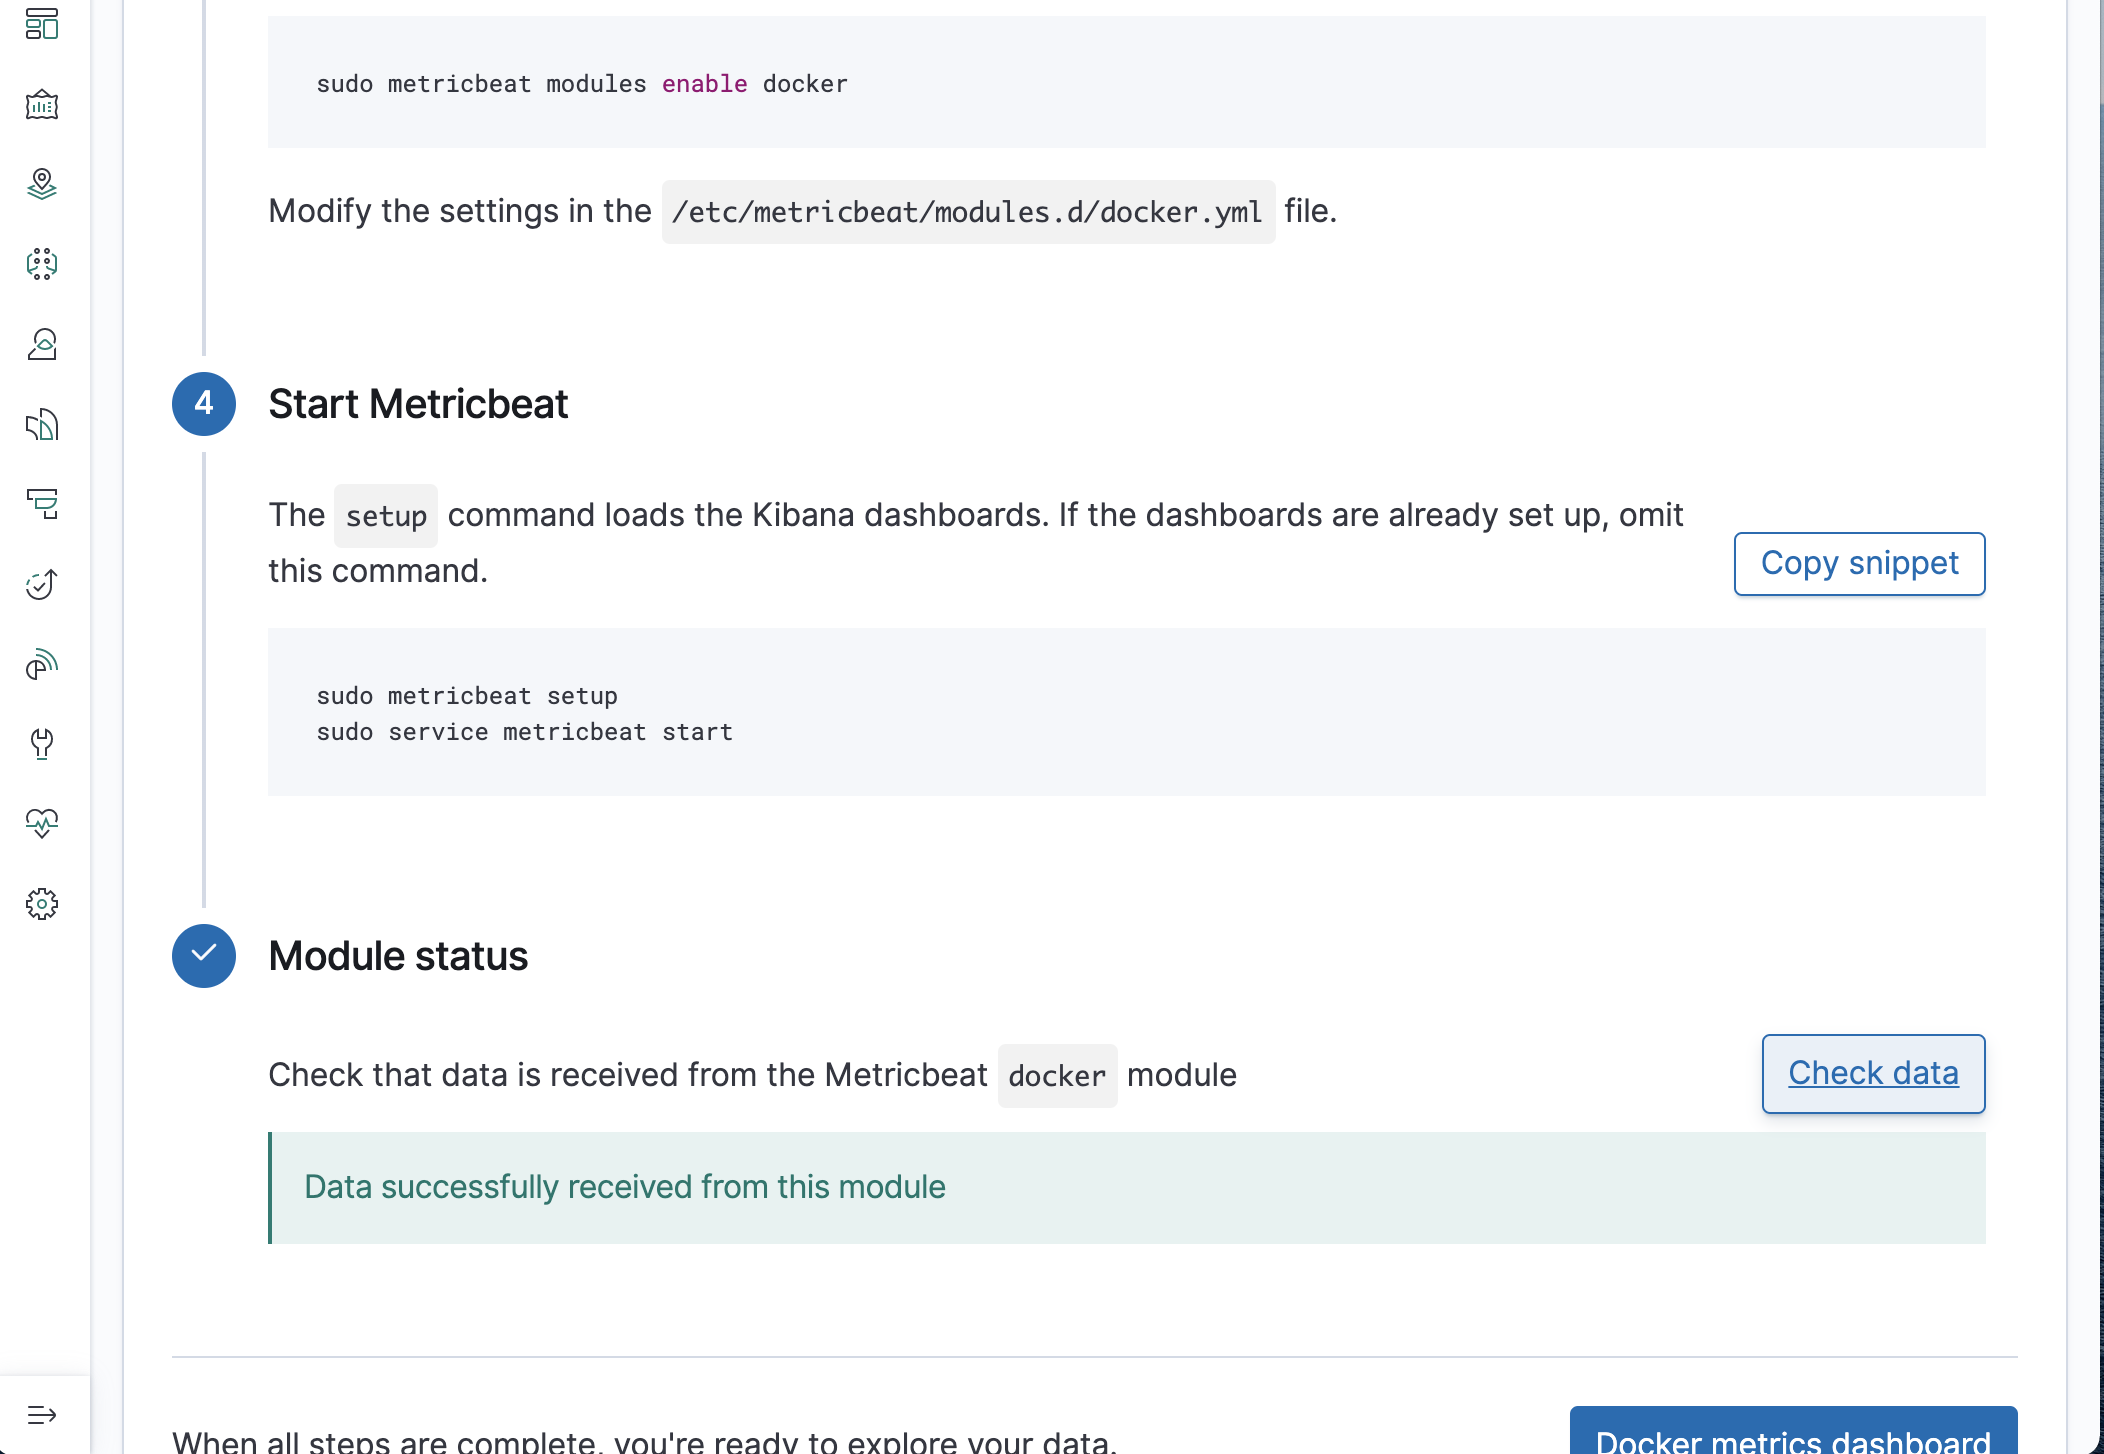 sudo metricbeat modules enable docker
Modify the settings in the /etc/metricbeat/modules.d/docker.yml file.
4 Start Metricbeat
The setup command loads the Kibana dashboards. If the dashboards are already set up, omit
this command.
Copy snippet
sudo metricbeat setup
sudo service metricbeat start
Module status
Check that data is received from the Metricbeat docker module
Check data
Data successfully received from this module
When all steps are complete, you're ready to explore your data.
Docker metrics dashboard